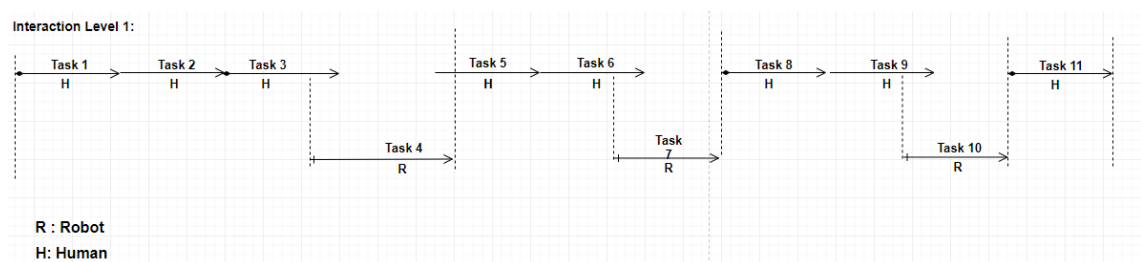 Interaction Level 1:
Task 1
H
Task 2
H
Task 3
H
Task 4
R
Task 5
H
Task 6
H
Task
7
R
Task 8
H
Task 9
H
Task 10
R
Task 11
H
R : Robot
H: Human